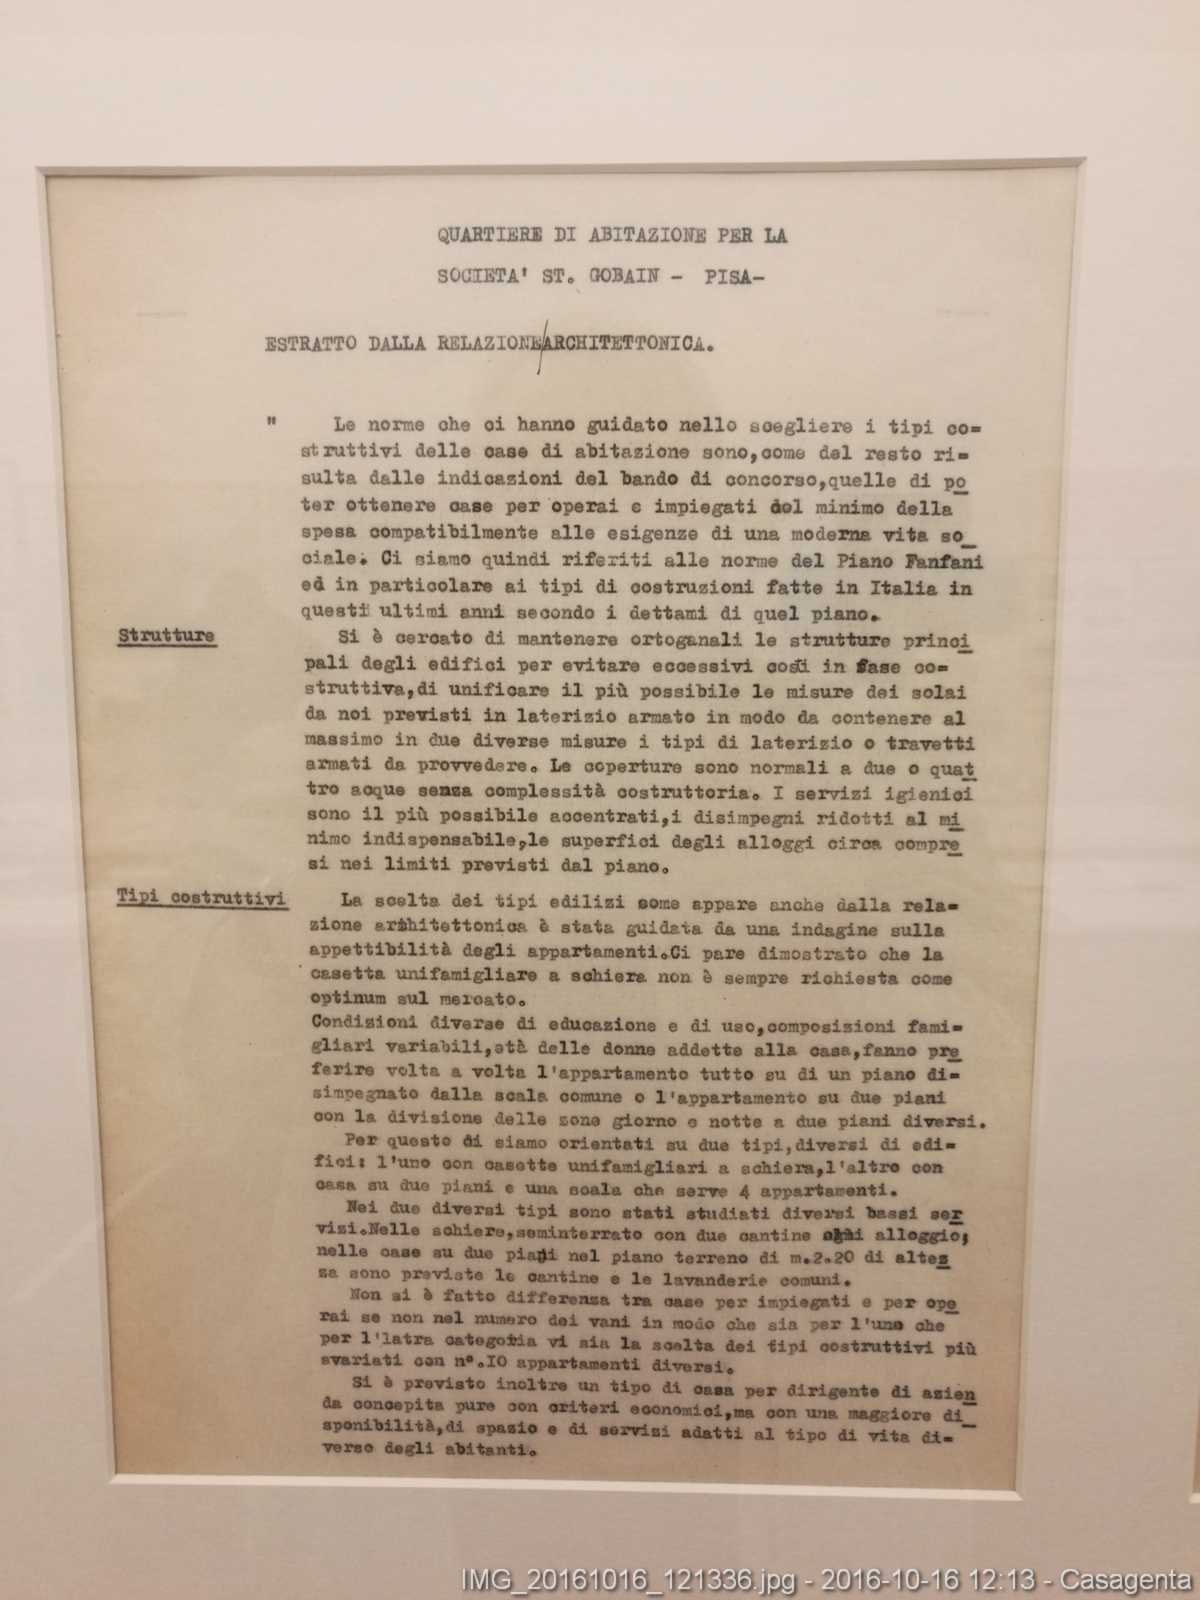 QUARTIERE DI ABITAZIONE PER LA
SOCIETA' ST. GOBAIN - PISA-
ESTRATTO DALLA RELAZIONE/ARCHITETTONICA.
" Le norme che ci hanno guidato nello scegliere i tipi co=
struttivi delle case di abitazione sono,come del resto ri=
sulta dalle indicazioni del bando di concorso,quelle di po
ter ottenere case per operai e impiegati del minimo della
spesa compatibilmente alle esigenze di una moderna vita so_
ciale. Ci siamo quindi riferiti alle norme del Piano Fanfani
ed in particolare ai tipi di costruzioni fatte in Italia in
questi ultimi anni secondo i dettami di quel piano.
Strutture
Si è cercato di mantenere ortoganali le strutture princi
pali degli edifici per evitare eccessivi costi in fase co=
struttiva,di unificare il più possibile le misure dei solai
da noi previsti in laterizio armato in modo da contenere al
massimo in due diverse misure i tipi di laterizio o travetti
armati da provvedere. Le coperture sono normali a due o quat
tro acque senza complessità costruttoria. I servizi igienici
sono il più possibile accentrati,i disimpegni ridotti al mi
nimo indispensabile,le superfici degli alloggi circa compre
si nei limiti previsti dal piano.
Tipi costruttivi
La scelta dei tipi edilizi some appare anche dalla rela=
zione architettonica è stata guidata da una indagine sulla
appettibilità degli appartamenti.Ci pare dimostrato che la
casetta unifamigliare a schiera non è sempre richiesta come
optinum sul mercato.
Condizioni diverse di educazione e di uso,composizioni fami=
gliari variabili,età delle donne addette alla casa,fanno pre
ferire volta a volta l'appartamento tutto su di un piano di=
simpegnato dalla scala comune o l'appartamento su due piani
con la divisione delle zone giorno e notte a due piani diversi.
Per questo ci siamo orientati su due tipi,diversi di edi=
fici: l'uno con casette unifamigliari a schiera,l'altro con
casa su due piani e una scala che serve 4 appartamenti.
Nei due diversi tipi sono stati studiati diversi bassi ser
vizi.Nelle schiere,seminterrato con due cantine ogni alloggio;
nelle case su due piani nel piano terreno di m.2.20 di altez
za sono previste le cantine e le lavanderie comuni.
Non si è fatto differenza tra case per impiegati e per ope
rai se non nel numero dei vani in modo che sia per l'uno che
per l'latra categoria vi sia la scelta dei tipi costruttivi più
svariati con n°.IO appartamenti diversi.
Si è previsto inoltre un tipo di casa per dirigente di azien
da concepita pure con criteri economici,ma con una maggiore di_
sponibilità,di spazio e di servizi adatti al tipo di vita di=
verso degli abitanti.
IMG_20161016_121336.jpg - 2016-10-16 12:13 - Casagenta